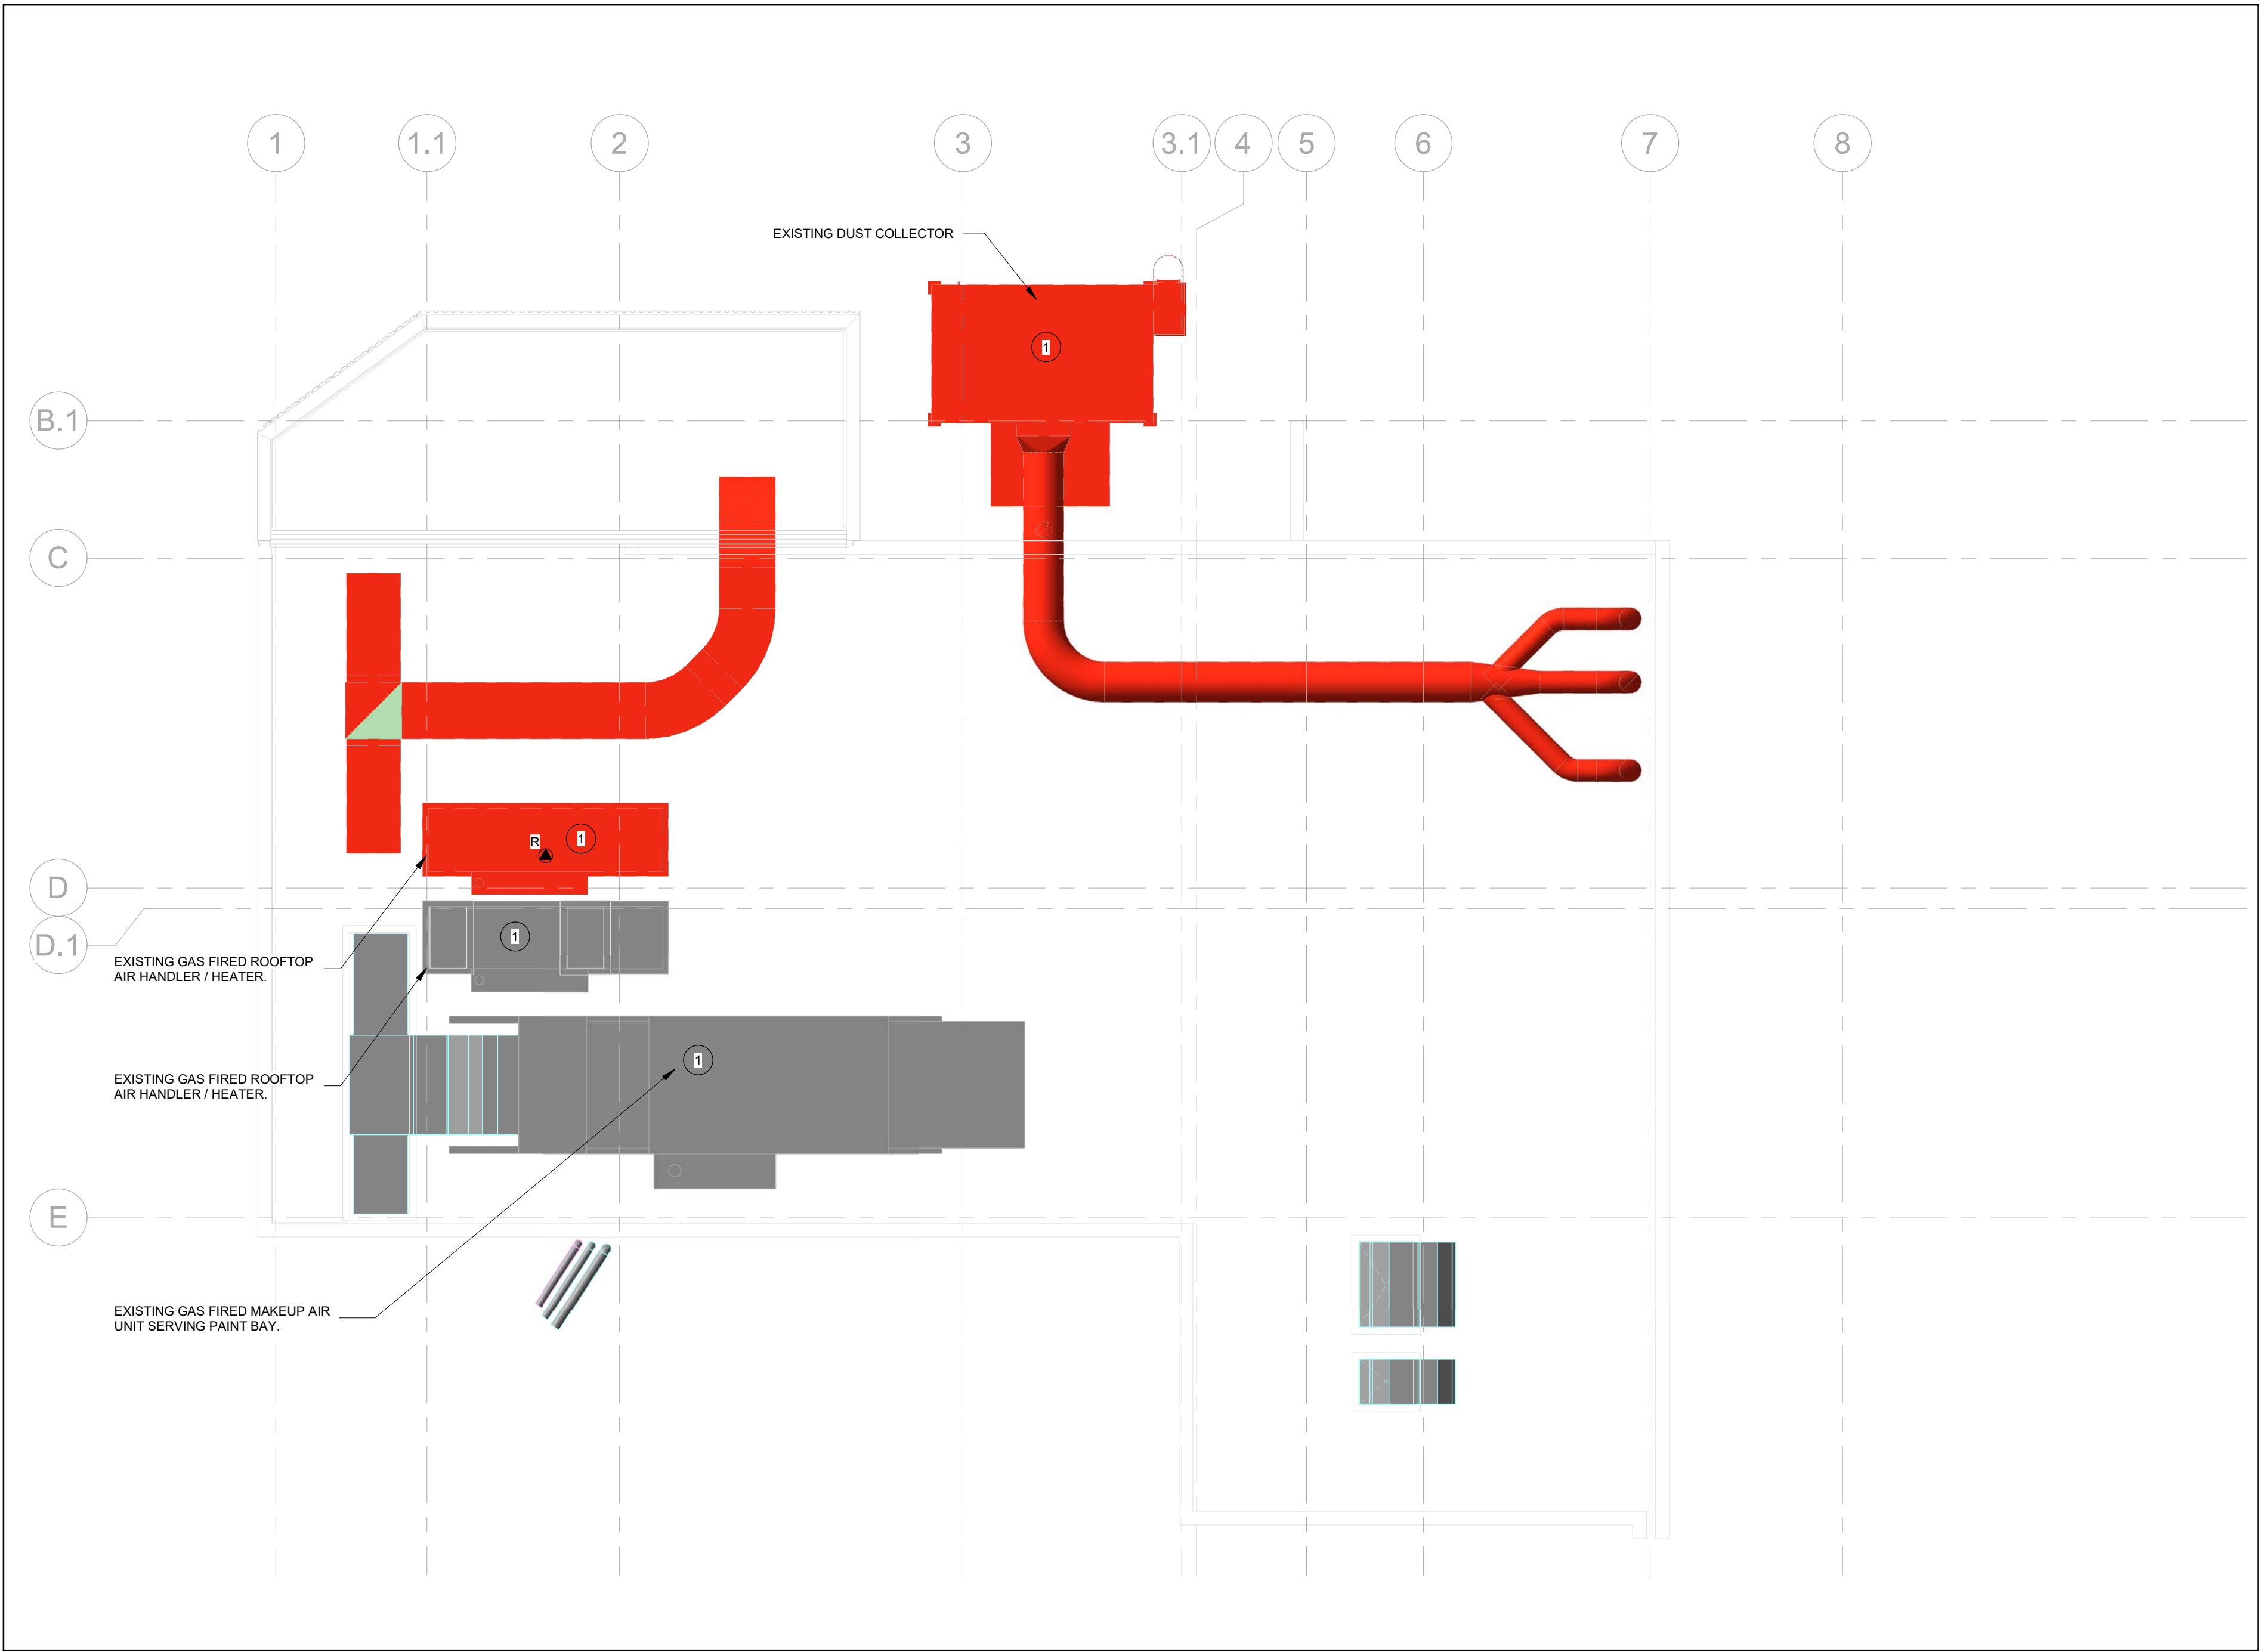 1
1.1
2
3
3.1
4
5
6
7
8
EXISTING DUST COLLECTOR
1
B.1
C
R
1
D
1
D.1
EXISTING GAS FIRED ROOFTOP
AIR HANDLER / HEATER.
1
EXISTING GAS FIRED ROOFTOP
AIR HANDLER / HEATER.
E
EXISTING GAS FIRED MAKEUP AIR
UNIT SERVING PAINT BAY.